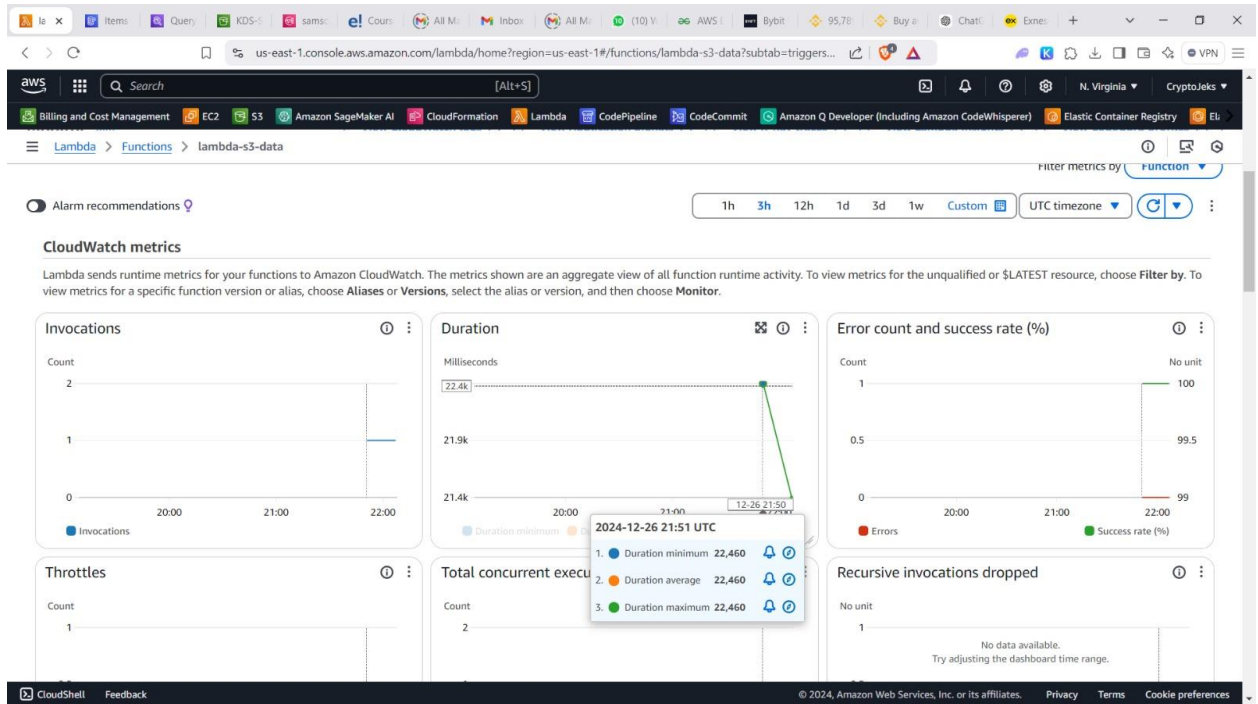 la
Items
Query
KDS-S
samsc
Cours
All Ma
Inbox
All Ma
(10) V
AWS L
Bybit
95,78
Buy a
ChatG
Exnes
us-east-1.console.aws.amazon.com/lambda/home?region=us-east-1#/functions/lambda-s3-data?subtab=triggers...
VPN
aws
Search
[Alt+S]
N. Virginia
CryptoJeks
Billing and Cost Management
EC2
S3
Amazon SageMaker AI
CloudFormation
Lambda
CodePipeline
CodeCommit
Amazon Q Developer (Including Amazon CodeWhisperer)
Elastic Container Registry
Lambda > Functions > lambda-s3-data
Filter metrics by Function
Alarm recommendations
1h 3h 12h 1d 3d 1w Custom
UTC timezone
CloudWatch metrics
Lambda sends runtime metrics for your functions to Amazon CloudWatch. The metrics shown are an aggregate view of all function runtime activity. To view metrics for the unqualified or $LATEST resource, choose Filter by. To
view metrics for a specific function version or alias, choose Aliases or Versions, select the alias or version, and then choose Monitor.
Invocations
Count
2
1
0
20:00 21:00 22:00
Invocations
Duration
Milliseconds
22.4k
21.9k
21.4k
12-26 21:50
20:00 21:00 22:00
Duration minimum
2024-12-26 21:51 UTC
1. Duration minimum 22,460
2. Duration average 22,460
3. Duration maximum 22,460
Error count and success rate (%)
Count No unit
1 100
0.5 99.5
0 99
20:00 21:00 22:00
Errors Success rate (%)
Throttles
Count
1
Total concurrent execu
Count
2
Recursive invocations dropped
No unit
1
No data available.
Try adjusting the dashboard time range.
CloudShell Feedback
© 2024, Amazon Web Services, Inc. or its affiliates. Privacy Terms Cookie preferences